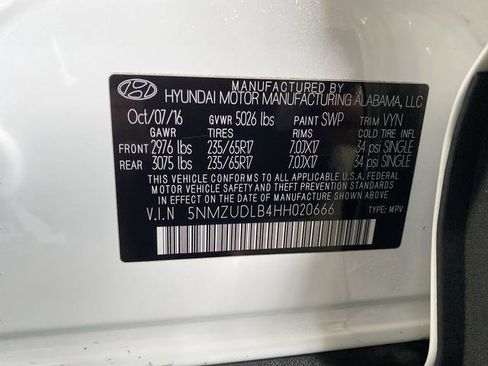 MANUFACTURED BY
HYUNDAI MOTOR MANUFACTURING ALABAMA, LLC
Oct/07/16 GVWR 5026 lbs PAINT SWP TRIM VYN
GAWR TIRES RIMS COLD TIRE INFL.
FRONT 2976 lbs 235/65R17 7.0JX17 34 psi SINGLE
REAR 3075 lbs 235/65R17 7.0JX17 34 psi SINGLE
THIS VEHICLE CONFORMS TO ALL APPLICABLE U.S.A. FEDERAL
MOTOR VEHICLE SAFETY, BUMPER, AND THEFT
PREVENTION STANDARDS IN EFFECT ON THE DATE
OF MANUFACTURE SHOWN ABOVE.
V.I.N 5NMZUDLB4HH020666 TYPE: MPV